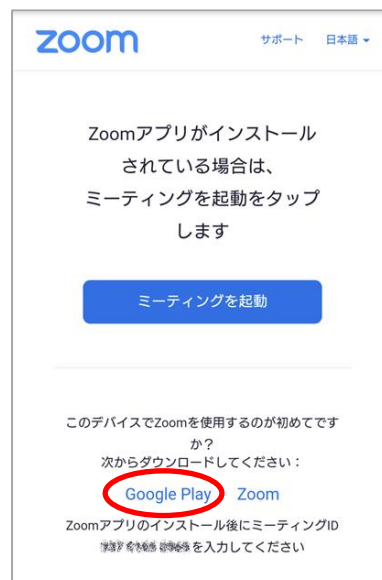 zoom サポート 日本語
Zoomアプリがインストール
されている場合は、
ミーティングを起動をタップ
します
ミーティングを起動
このデバイスでZoomを使用するのが初めてです
か？
次からダウンロードしてください：
Google Play Zoom
Zoomアプリのインストール後にミーティングID
を入力してください